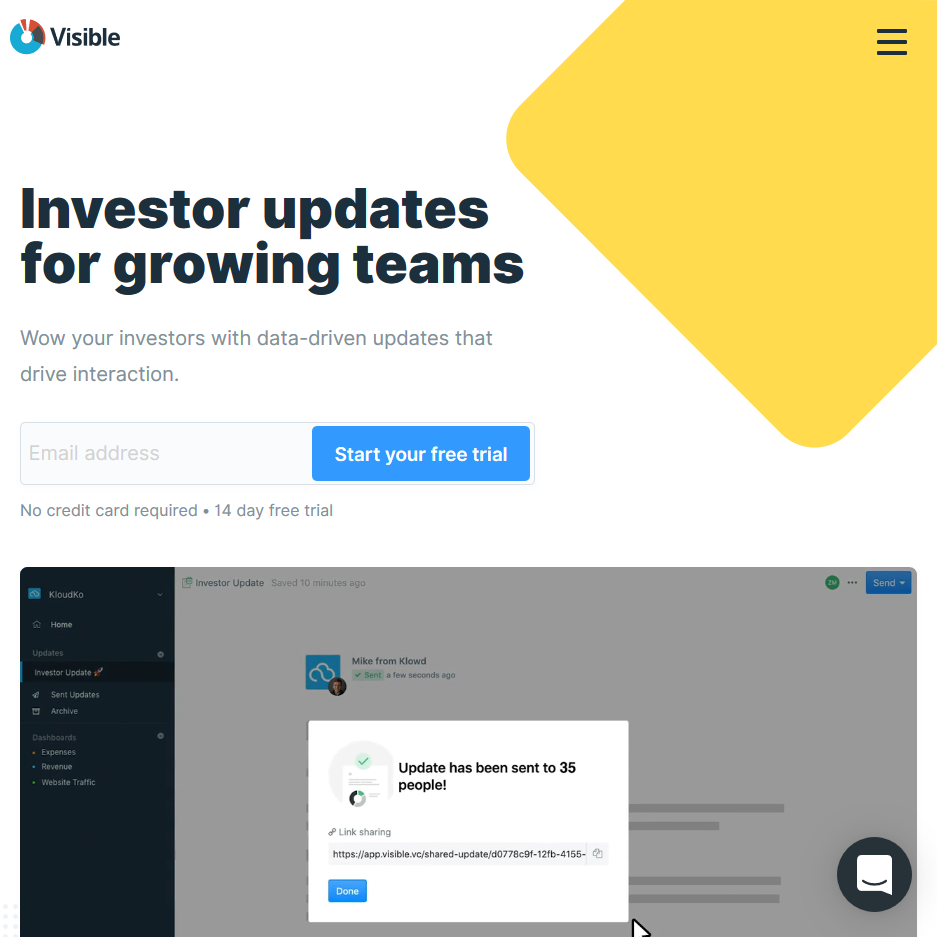 Visible
Investor updates
for growing teams
Wow your investors with data-driven updates that
drive interaction.
Email address
Start your free trial
No credit card required • 14 day free trial
KloudKo
Investor Update Saved 10 minutes ago
ZM
Send
Home
Updates
Investor Update 🚀
Sent Updates
Archive
Dashboards
Expenses
Revenue
Website Traffic
Mike from Klowd
✓ Sent a few seconds ago
Update has been sent to 35
people!
Link sharing
https://app.visible.vc/shared-update/d0778c9f-12fb-4155-
Done